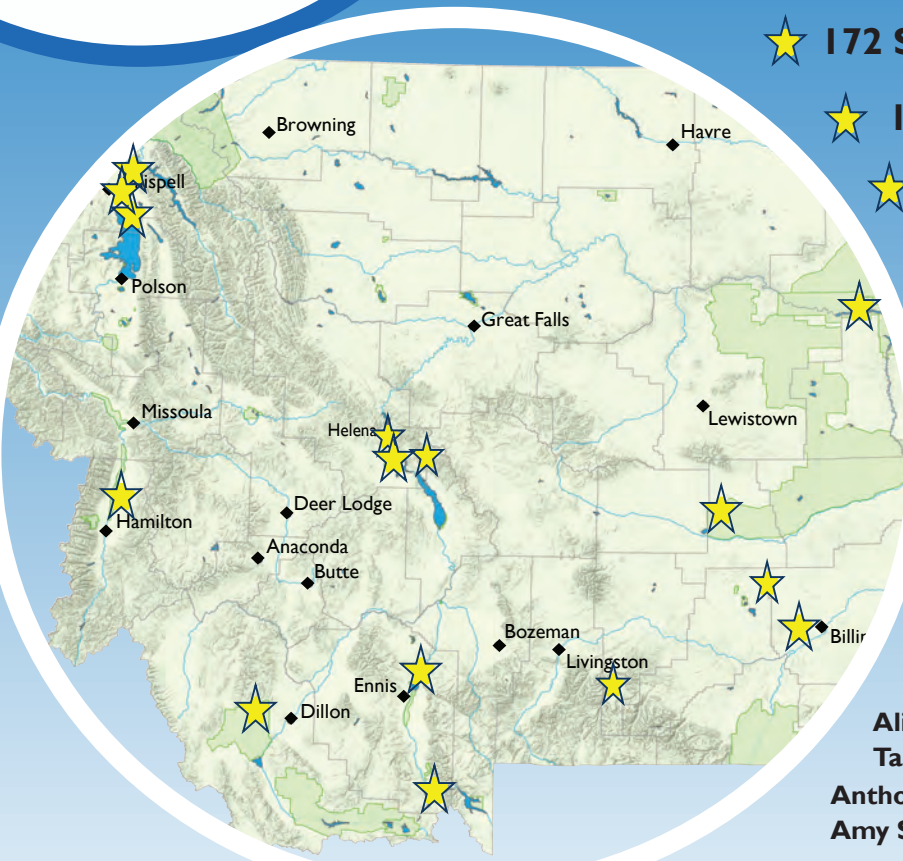 172 S
Browning
Havre
ispell
Polson
Great Falls
Missoula
Lewistown
Helena
Deer Lodge
Hamilton
Anaconda
Butte
Bozeman
Billi
Livingston
Ennis
Dillon
Ali
Ta
Antho
Amy S